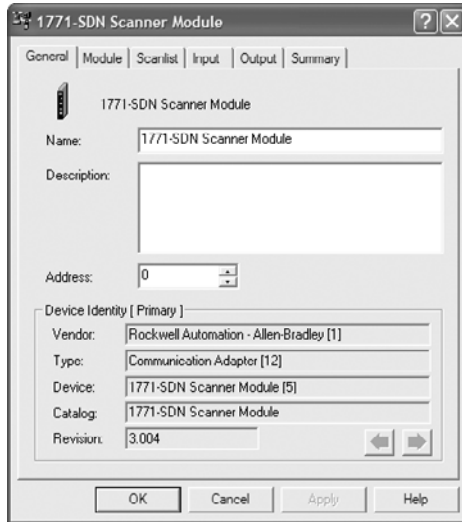 1771-SDN Scanner Module
General Module Scanlist Input Output Summary
1771-SDN Scanner Module
Name: 1771-SDN Scanner Module
Description:
Address: 0
Device Identity [ Primary ]
Vendor: Rockwell Automation - Allen-Bradley [1]
Type: Communication Adapter [12]
Device: 1771-SDN Scanner Module [5]
Catalog: 1771-SDN Scanner Module
Revision: 3.004
OK Cancel Apply Help